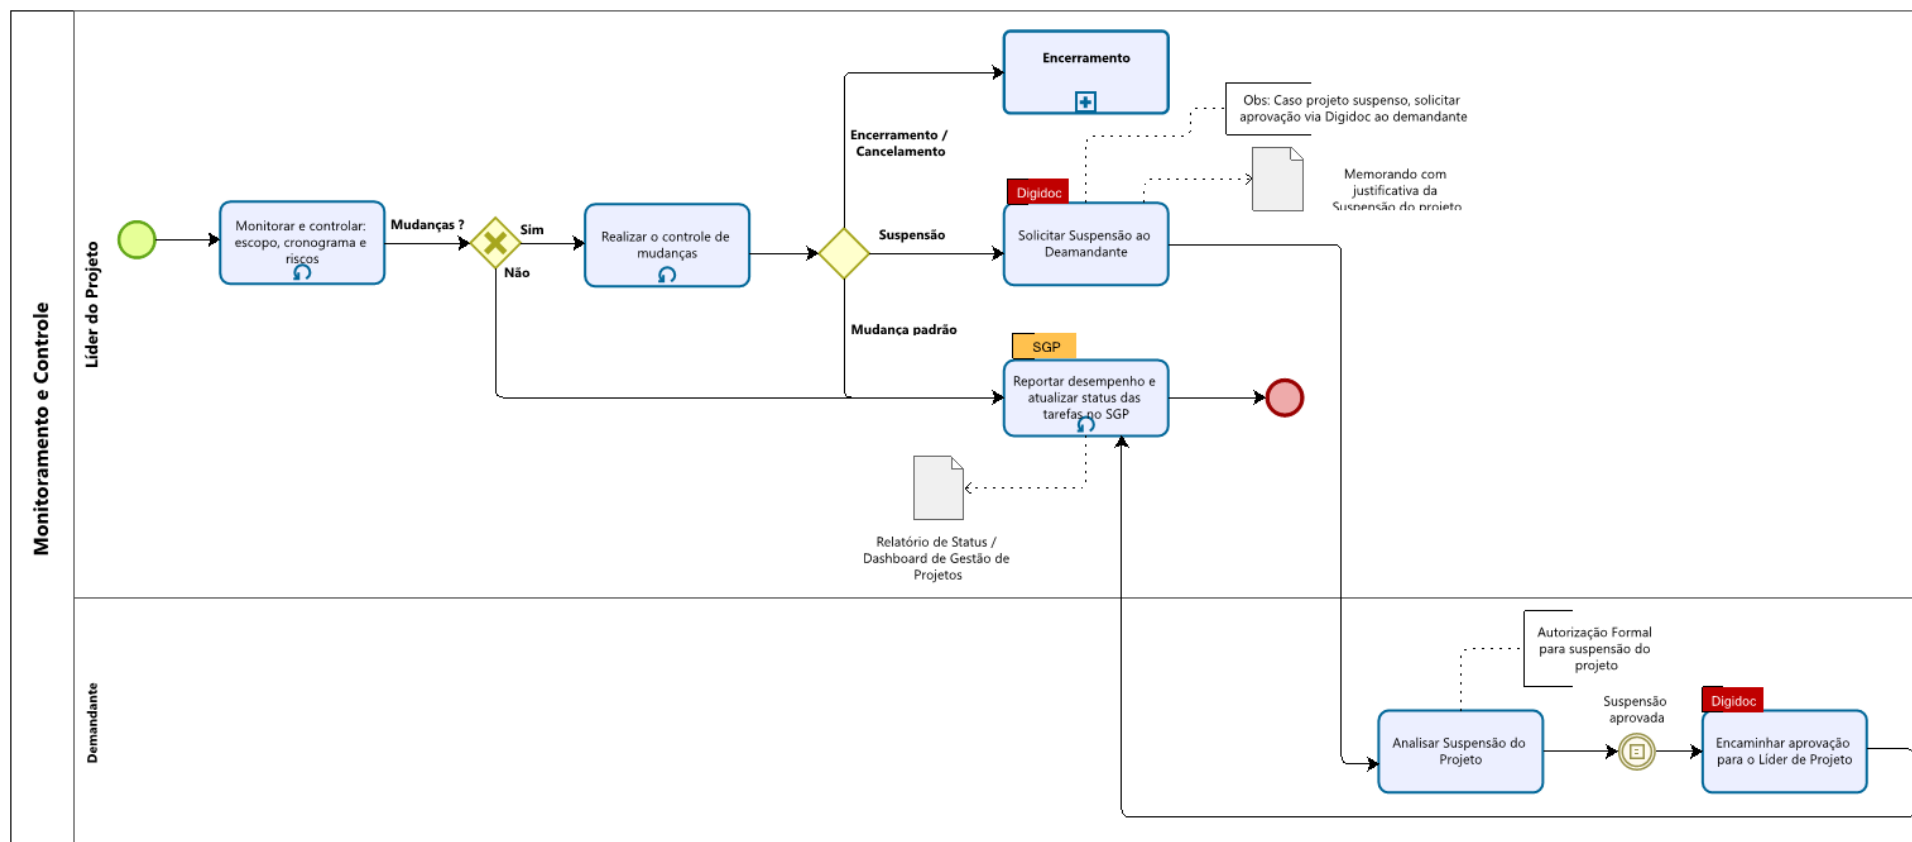 Monitoramento e Controle
Líder do Projeto
Monitorar e controlar:
escopo, cronograma e
riscos
Mudanças ?
Sim
Não
Realizar o controle de
mudanças
Encerramento /
Cancelamento
Suspensão
Mudança padrão
Encerramento
Obs: Caso projeto suspenso, solicitar
aprovação via Digidoc ao demandante
Digidoc
Solicitar Suspensão ao
Deamandante
Memorando com
justificativa da
Suspensão do projeto
SGP
Reportar desempenho e
atualizar status das
tarefas no SGP
Relatório de Status /
Dashboard de Gestão de
Projetos
Demandante
Autorização Formal
para suspensão do
projeto
Analisar Suspensão do
Projeto
Suspensão
aprovada
Digidoc
Encaminhar aprovação
para o Líder de Projeto